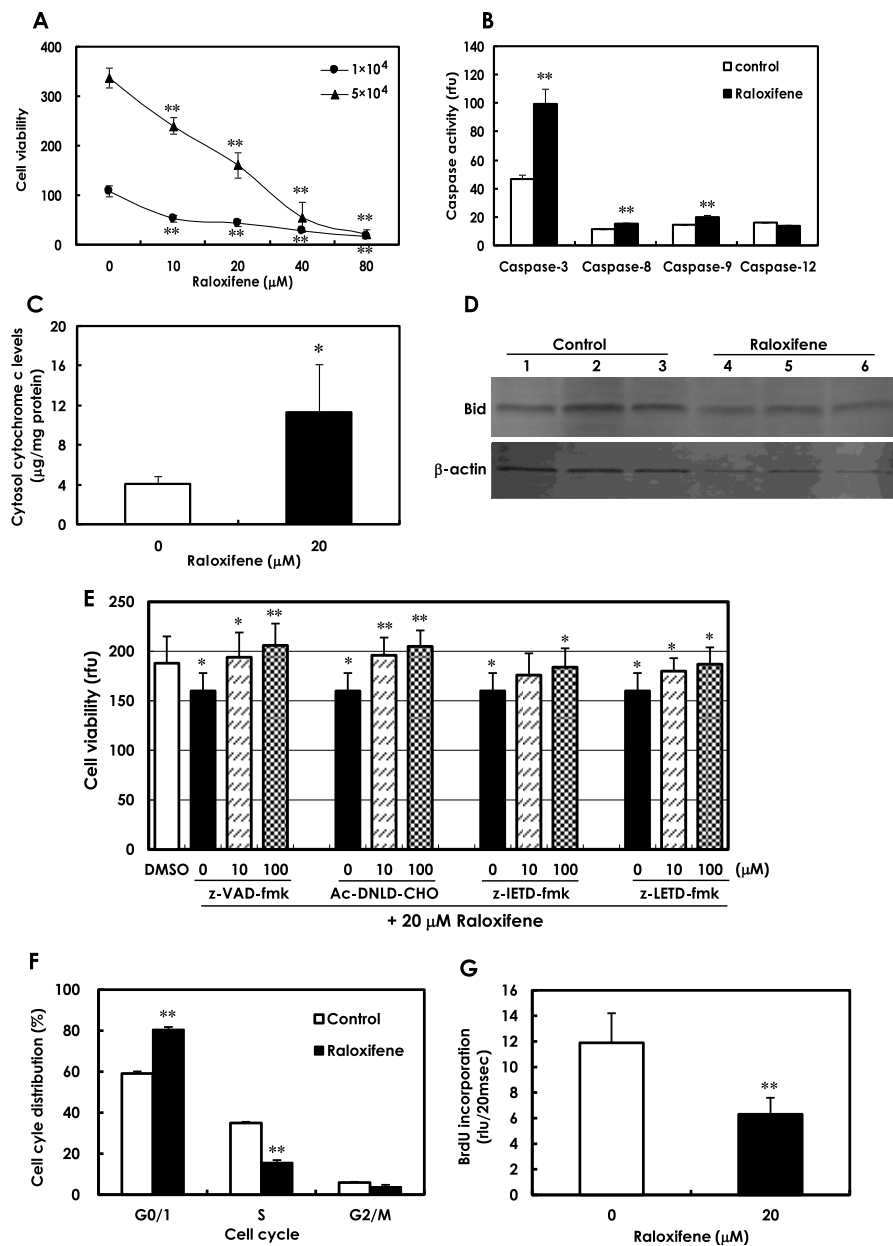 A
400
300
200
100
0
Cell viability
1×10⁴
5×10⁴
**
**
**
**
**
**
**
**
0
10
20
40
80
Raloxifene (μM)
B
140
120
100
80
60
40
20
0
Caspase activity (rfu)
control
Raloxifene
**
**
**
Caspase-3
Caspase-8
Caspase-9
Caspase-12
C
20
16
12
8
4
0
Cytosol cytochrome c levels
(μg/mg protein)
*
0
20
Raloxifene (μM)
D
Control
Raloxifene
1 2 3 4 5 6
Bid
β-actin
E
250
200
150
100
50
0
Cell viability (rfu)
* * ** * ** ** * * * * *
DMSO 0 10 100 0 10 100 0 10 100 0 10 100 (μM)
z-VAD-fmk Ac-DNLD-CHO z-IETD-fmk z-LETD-fmk
+ 20 μM Raloxifene
F
100
80
60
40
20
0
Cell cyle distribution (%)
Control
Raloxifene
**
**
G0/1 S G2/M
Cell cycle
G
16
14
12
10
8
6
4
2
0
BrdU incorporation
(rlu/20msec)
**
0
20
Raloxifene (μM)